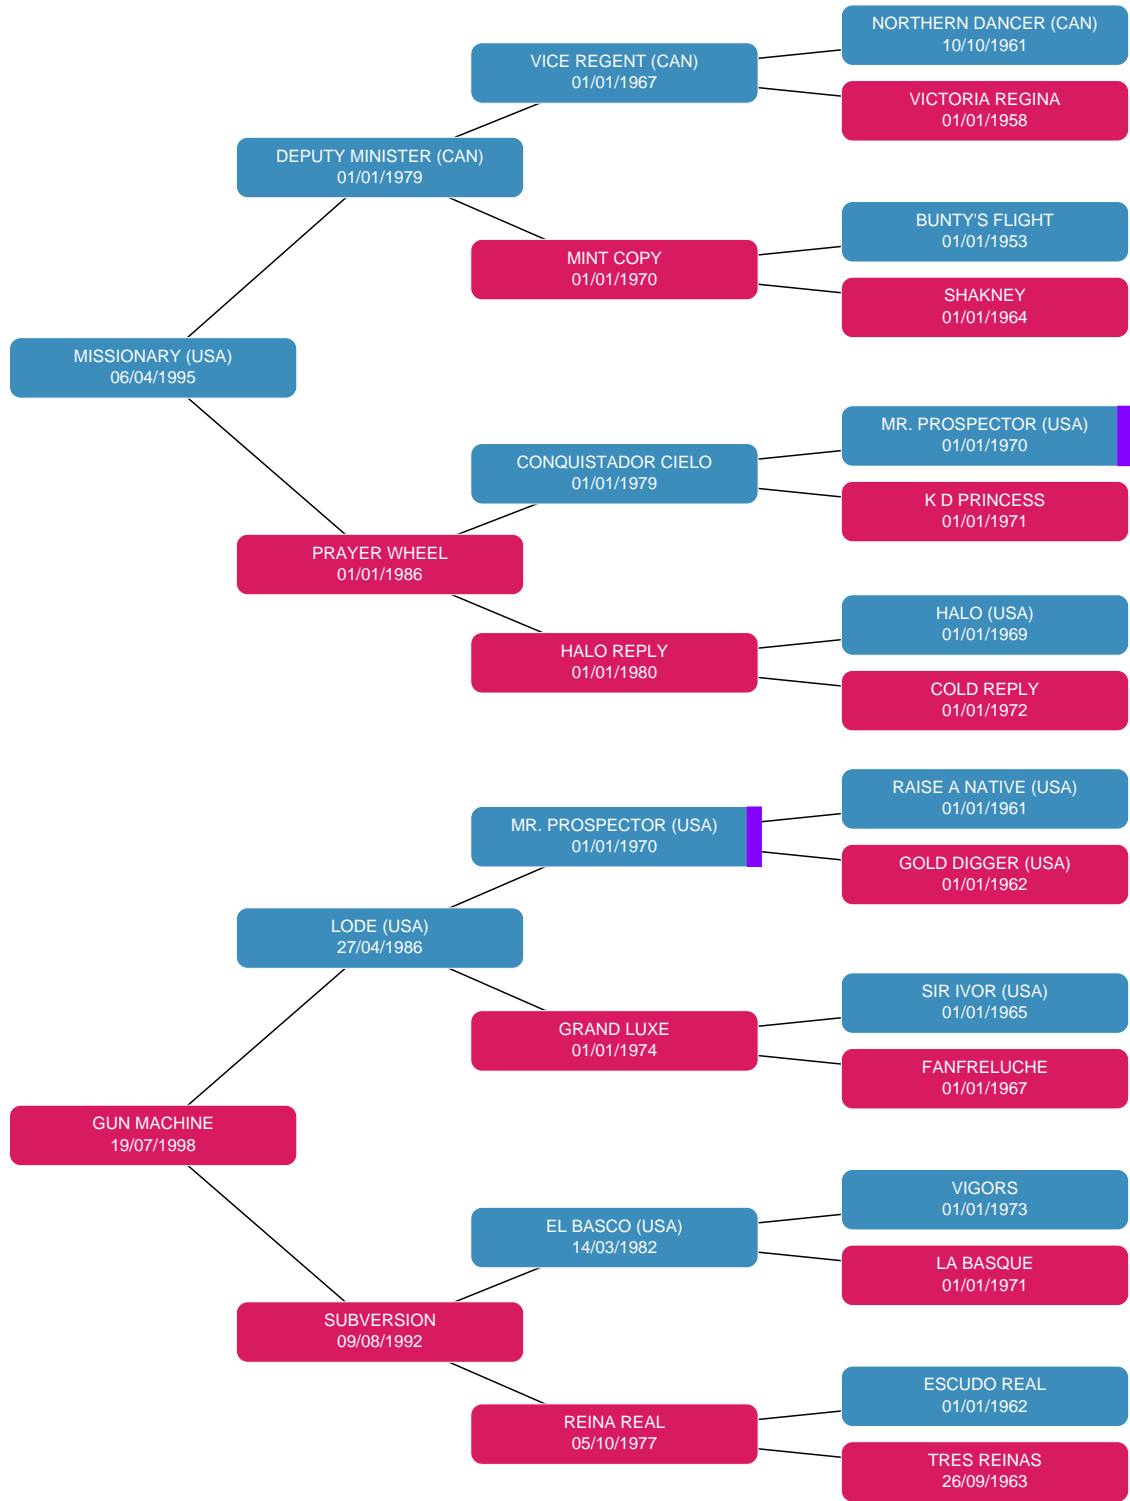 NORTHERN DANCER (CAN)
10/10/1961
VICE REGENT (CAN)
01/01/1967
VICTORIA REGINA
01/01/1958
DEPUTY MINISTER (CAN)
01/01/1979
BUNTY'S FLIGHT
01/01/1953
MINT COPY
01/01/1970
SHAKNEY
01/01/1964
MISSIONARY (USA)
06/04/1995
MR. PROSPECTOR (USA)
01/01/1970
CONQUISTADOR CIELO
01/01/1979
K D PRINCESS
01/01/1971
PRAYER WHEEL
01/01/1986
HALO (USA)
01/01/1969
HALO REPLY
01/01/1980
COLD REPLY
01/01/1972
RAISE A NATIVE (USA)
01/01/1961
MR. PROSPECTOR (USA)
01/01/1970
GOLD DIGGER (USA)
01/01/1962
LODE (USA)
27/04/1986
SIR IVOR (USA)
01/01/1965
GRAND LUXE
01/01/1974
FANFRELUCHE
01/01/1967
GUN MACHINE
19/07/1998
VIGORS
01/01/1973
EL BASCO (USA)
14/03/1982
LA BASQUE
01/01/1971
SUBVERSION
09/08/1992
ESCUDO REAL
01/01/1962
REINA REAL
05/10/1977
TRES REINAS
26/09/1963